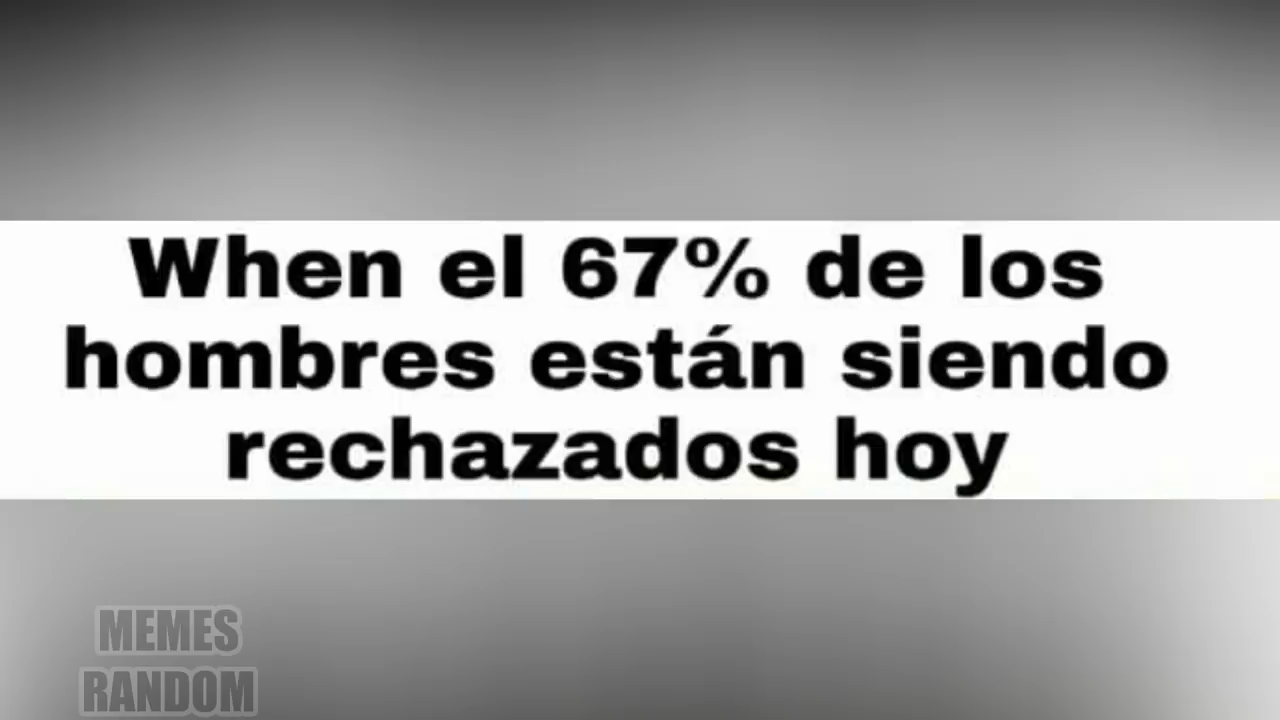 When el 67% de los
hombres están siendo
rechazados hoy
MEMES
RANDOM